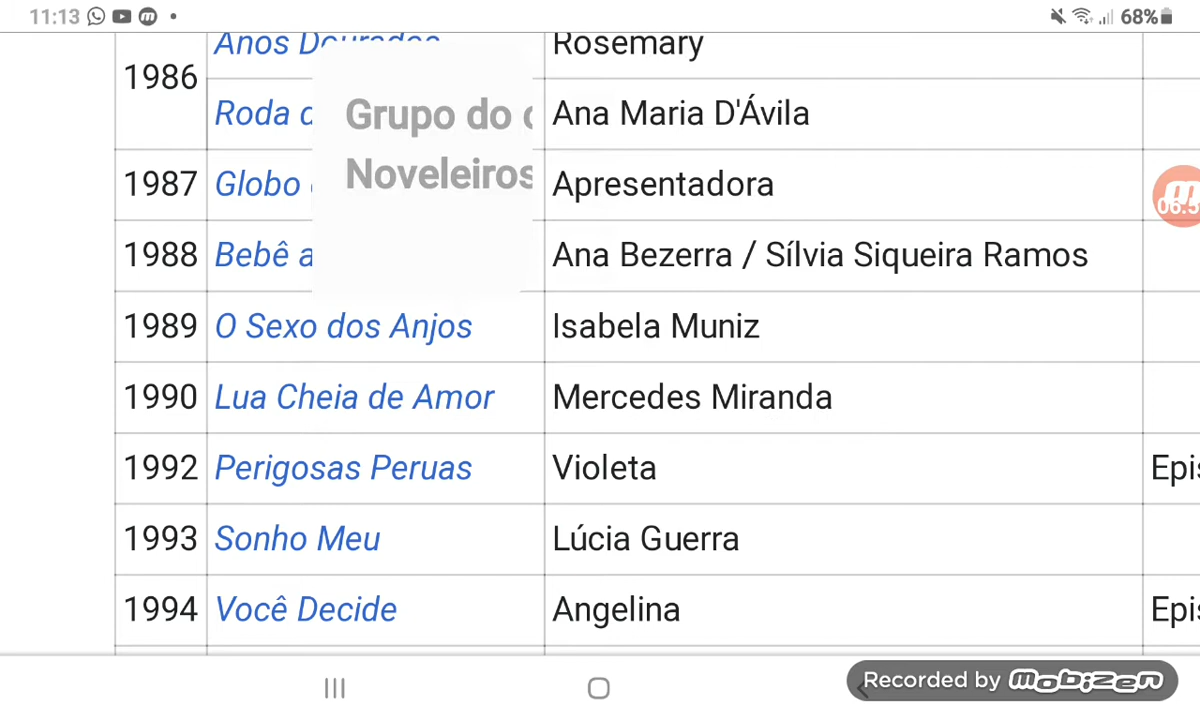 11:13 68%
Anos Dourados Rosemary
1986
Roda Ana Maria D'Ávila
Grupo do
Noveleiros
1987 Globo Apresentadora
1988 Bebê a Ana Bezerra / Sílvia Siqueira Ramos
1989 O Sexo dos Anjos Isabela Muniz
1990 Lua Cheia de Amor Mercedes Miranda
1992 Perigosas Peruas Violeta Epis
1993 Sonho Meu Lúcia Guerra
1994 Você Decide Angelina Epis
Recorded by mobizen